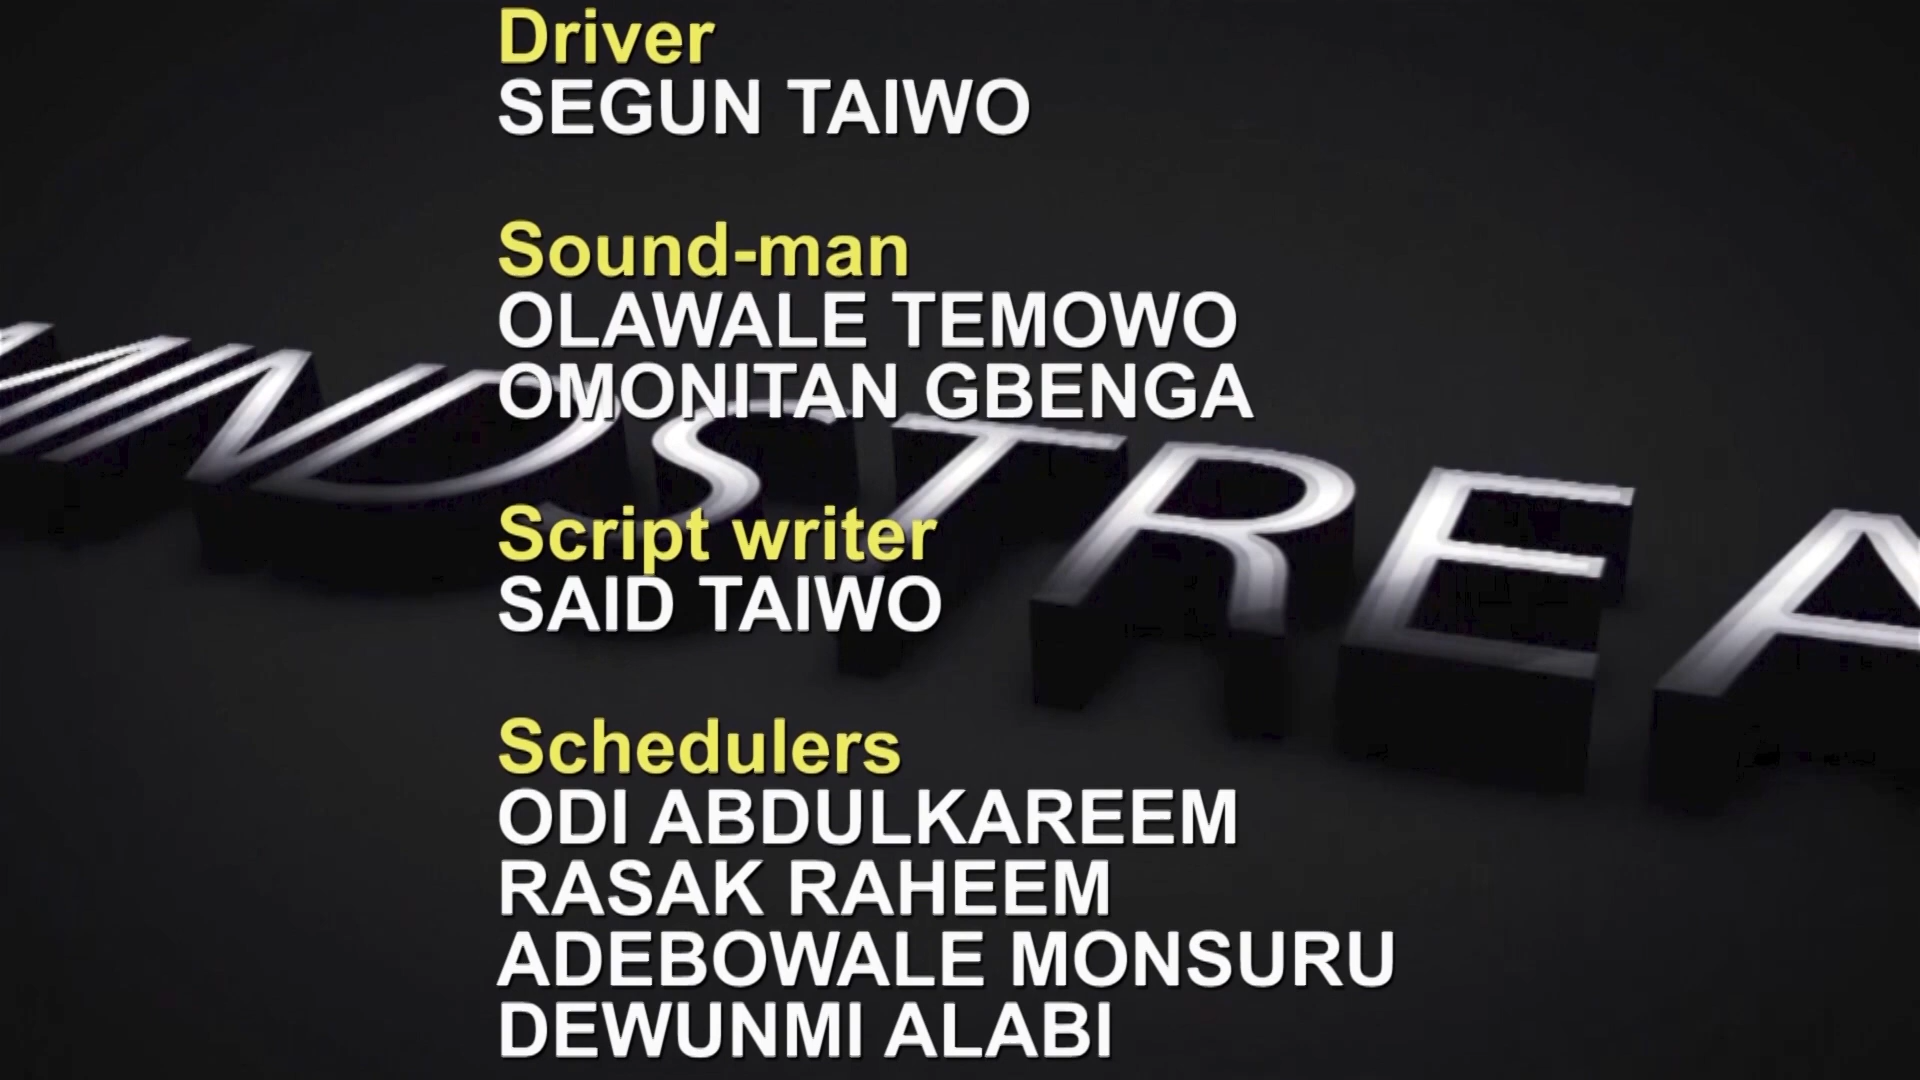 Driver
SEGUN TAIWO
Sound-man
OLAWALE TEMOWO
OMONITAN GBENGA
MINDSTREA
Script writer
SAID TAIWO
Schedulers
ODI ABDULKAREEM
RASAK RAHEEM
ADEBOWALE MONSURU
DEWUNMI ALABI